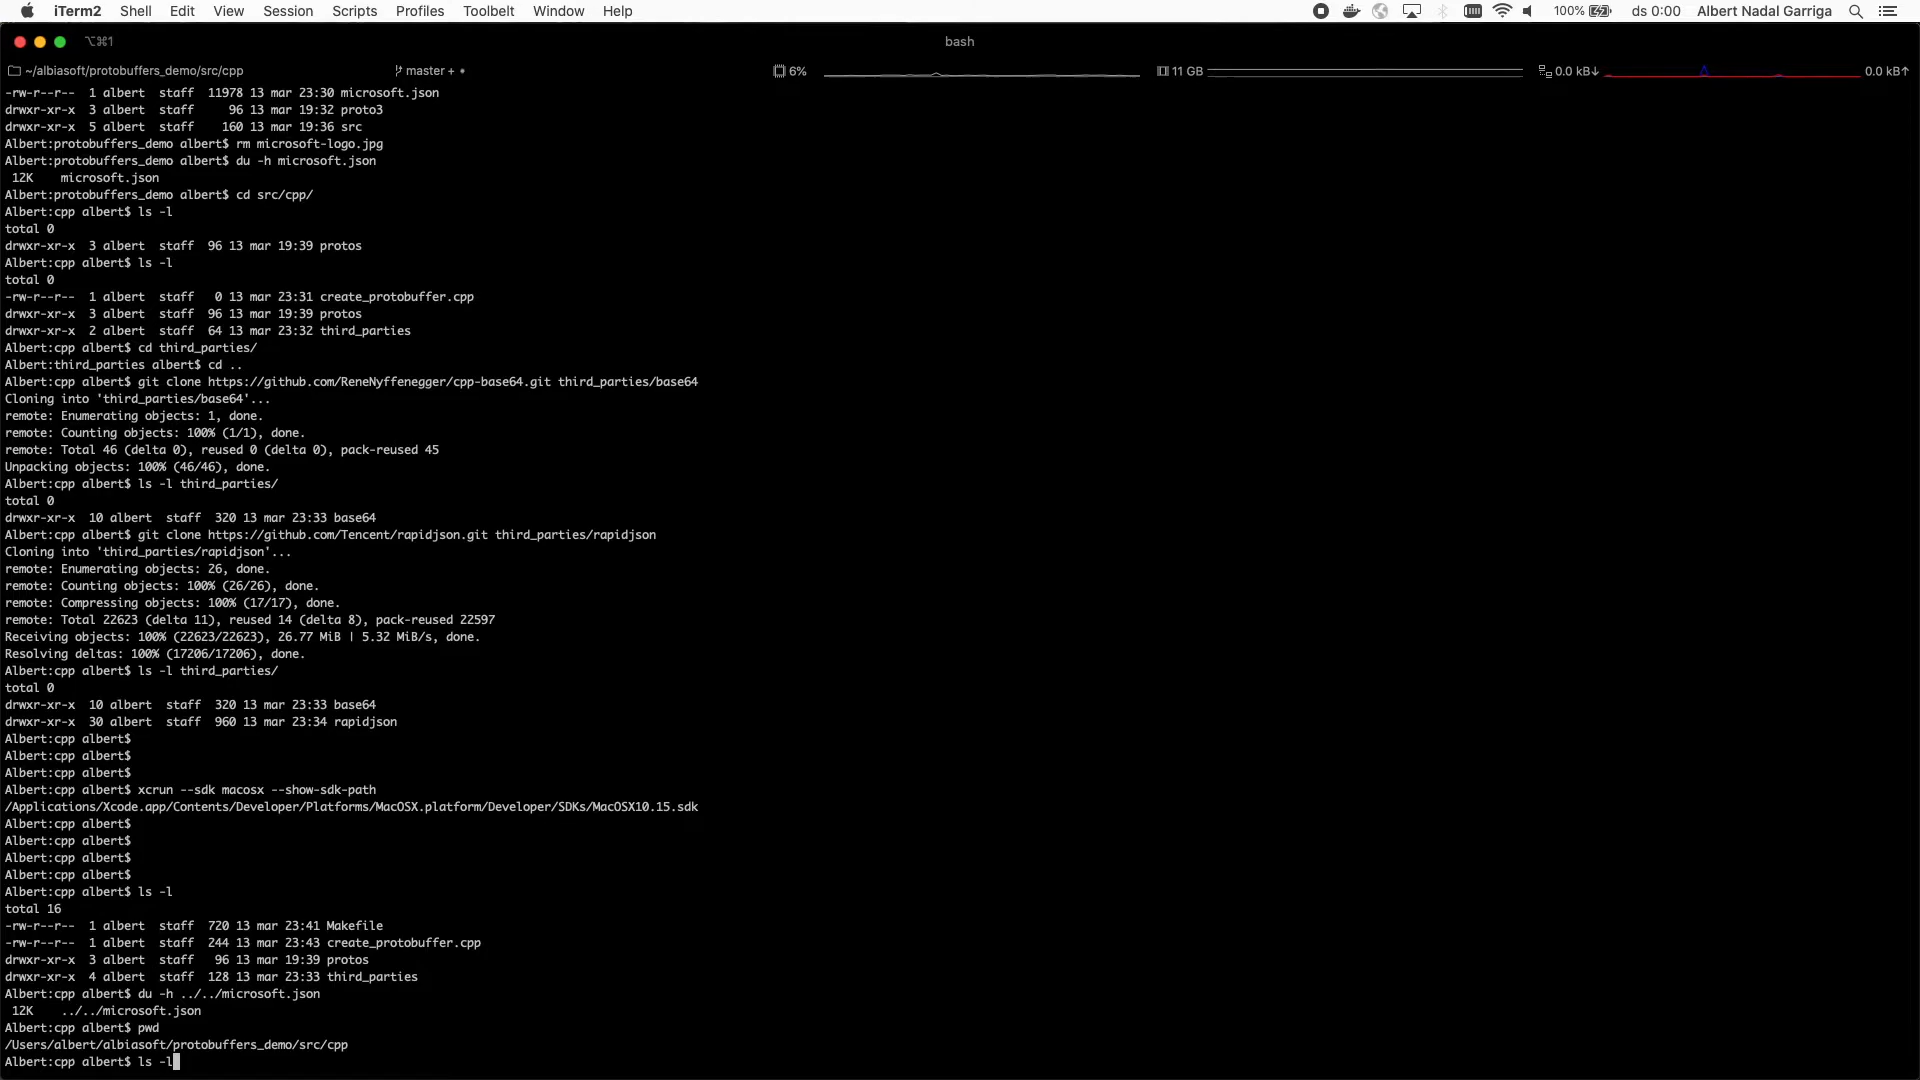 iTerm2 Shell Edit View Session Scripts Profiles Toolbelt Window Help 100% ds 0:00 Albert Nadal Garriga
⌥⌘1 bash
~/albiasoft/protobuffers_demo/src/cpp master + • 6% 11 GB 0.0 kB↓ 0.0 kB↑
-rw-r--r--  1 albert  staff  11978 13 mar 23:30 microsoft.json
drwxr-xr-x  3 albert  staff     96 13 mar 19:32 proto3
drwxr-xr-x  5 albert  staff    160 13 mar 19:36 src
Albert:protobuffers_demo albert$ rm microsoft-logo.jpg
Albert:protobuffers_demo albert$ du -h microsoft.json
 12K    microsoft.json
Albert:protobuffers_demo albert$ cd src/cpp/
Albert:cpp albert$ ls -l
total 0
drwxr-xr-x  3 albert  staff  96 13 mar 19:39 protos
Albert:cpp albert$ ls -l
total 0
-rw-r--r--  1 albert  staff   0 13 mar 23:31 create_protobuffer.cpp
drwxr-xr-x  3 albert  staff  96 13 mar 19:39 protos
drwxr-xr-x  2 albert  staff  64 13 mar 23:32 third_parties
Albert:cpp albert$ cd third_parties/
Albert:third_parties albert$ cd ..
Albert:cpp albert$ git clone https://github.com/ReneNyffenegger/cpp-base64.git third_parties/base64
Cloning into 'third_parties/base64'...
remote: Enumerating objects: 1, done.
remote: Counting objects: 100% (1/1), done.
remote: Total 46 (delta 0), reused 0 (delta 0), pack-reused 45
Unpacking objects: 100% (46/46), done.
Albert:cpp albert$ ls -l third_parties/
total 0
drwxr-xr-x  10 albert  staff  320 13 mar 23:33 base64
Albert:cpp albert$ git clone https://github.com/Tencent/rapidjson.git third_parties/rapidjson
Cloning into 'third_parties/rapidjson'...
remote: Enumerating objects: 26, done.
remote: Counting objects: 100% (26/26), done.
remote: Compressing objects: 100% (17/17), done.
remote: Total 22623 (delta 11), reused 14 (delta 8), pack-reused 22597
Receiving objects: 100% (22623/22623), 26.77 MiB | 5.32 MiB/s, done.
Resolving deltas: 100% (17206/17206), done.
Albert:cpp albert$ ls -l third_parties/
total 0
drwxr-xr-x  10 albert  staff  320 13 mar 23:33 base64
drwxr-xr-x  30 albert  staff  960 13 mar 23:34 rapidjson
Albert:cpp albert$
Albert:cpp albert$
Albert:cpp albert$
Albert:cpp albert$ xcrun --sdk macosx --show-sdk-path
/Applications/Xcode.app/Contents/Developer/Platforms/MacOSX.platform/Developer/SDKs/MacOSX10.15.sdk
Albert:cpp albert$
Albert:cpp albert$
Albert:cpp albert$
Albert:cpp albert$
Albert:cpp albert$ ls -l
total 16
-rw-r--r--  1 albert  staff  720 13 mar 23:41 Makefile
-rw-r--r--  1 albert  staff  244 13 mar 23:43 create_protobuffer.cpp
drwxr-xr-x  3 albert  staff   96 13 mar 19:39 protos
drwxr-xr-x  4 albert  staff  128 13 mar 23:33 third_parties
Albert:cpp albert$ du -h ../../microsoft.json
 12K    ../../microsoft.json
Albert:cpp albert$ pwd
/Users/albert/albiasoft/protobuffers_demo/src/cpp
Albert:cpp albert$ ls -l